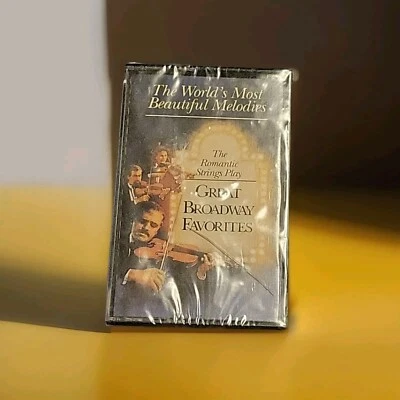 The World's Most
Beautiful Melodies
The
Romantic
Strings Play
GREAT
BROADWAY
FAVORITES